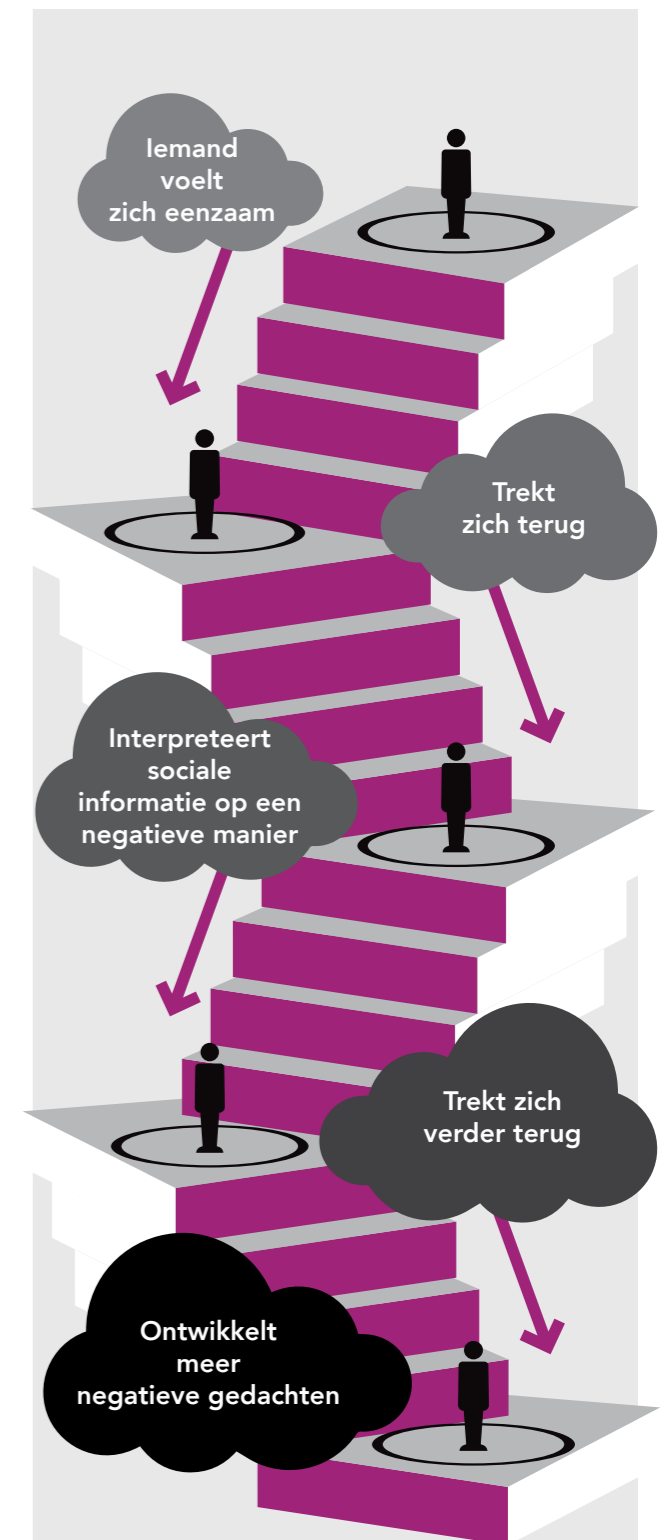 Iemand
voelt
zich eenzaam
Trekt
zich terug
Interpreteert
sociale
informatie op een
negatieve manier
Trekt zich
verder terug
Ontwikkelt
meer
negatieve gedachten